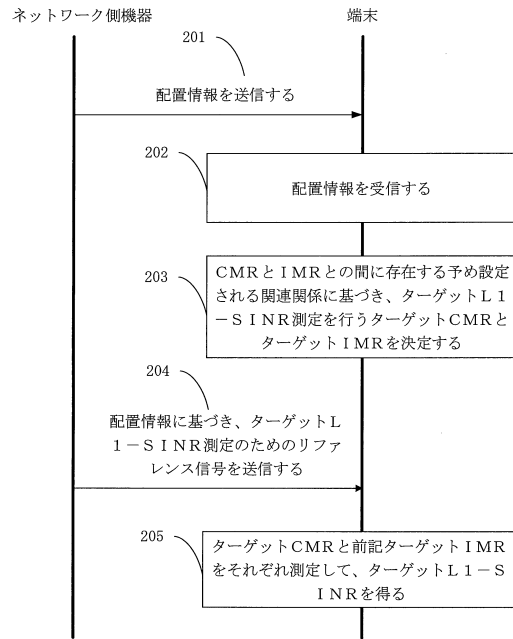 ネットワーク側機器
端末
201
配置情報を送信する
202
配置情報を受信する
203
CMRとIMRとの間に存在する予め設定
される関連関係に基づき、ターゲットL1
-SINR測定を行うターゲットCMRと
ターゲットIMRを決定する
204
配置情報に基づき、ターゲットL
1-SINR測定のためのリファ
レンス信号を送信する
205
ターゲットCMRと前記ターゲットIMR
をそれぞれ測定して、ターゲットL1-S
INRを得る